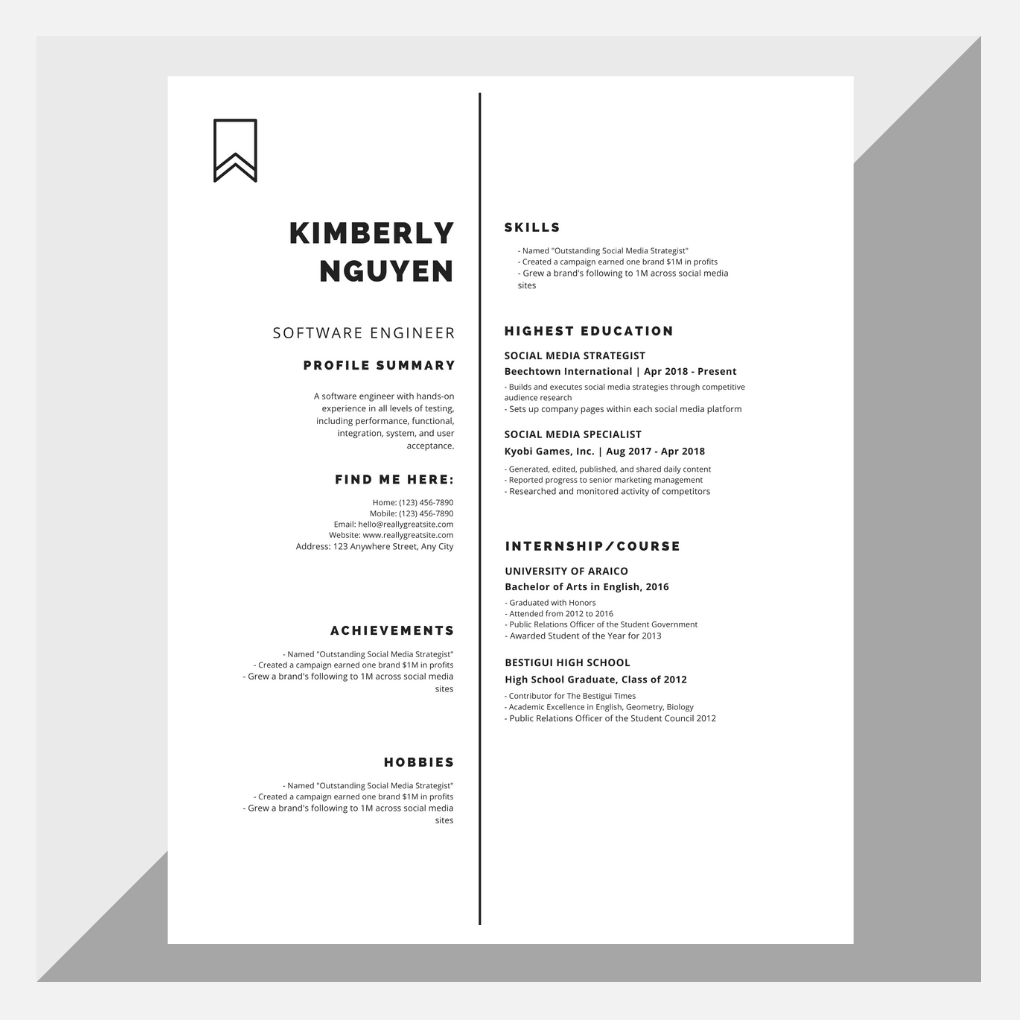 KIMBERLY
NGUYEN
SOFTWARE ENGINEER
PROFILE SUMMARY
A software engineer with hands-on
experience in all levels of testing,
including performance, functional,
integration, system, and user
acceptance.
FIND ME HERE:
Home: (123) 456-7890
Mobile: (123) 456-7890
Email: hello@reallygreatsite.com
Website: www.reallygreatsite.com
Address: 123 Anywhere Street, Any City
ACHIEVEMENTS
- Named "Outstanding Social Media Strategist"
- Created a campaign earned one brand $1M in profits
- Grew a brand's following to 1M across social media
sites
HOBBIES
- Named "Outstanding Social Media Strategist"
- Created a campaign earned one brand $1M in profits
- Grew a brand's following to 1M across social media
sites
SKILLS
- Named "Outstanding Social Media Strategist"
- Created a campaign earned one brand $1M in profits
- Grew a brand's following to 1M across social media
sites
HIGHEST EDUCATION
SOCIAL MEDIA STRATEGIST
Beechtown International | Apr 2018 - Present
- Builds and executes social media strategies through competitive
audience research
- Sets up company pages within each social media platform
SOCIAL MEDIA SPECIALIST
Kyobi Games, Inc. | Aug 2017 - Apr 2018
- Generated, edited, published, and shared daily content
- Reported progress to senior marketing management
- Researched and monitored activity of competitors
INTERNSHIP/COURSE
UNIVERSITY OF ARAICO
Bachelor of Arts in English, 2016
- Graduated with Honors
- Attended from 2012 to 2016
- Public Relations Officer of the Student Government
- Awarded Student of the Year for 2013
BESTIGUI HIGH SCHOOL
High School Graduate, Class of 2012
- Contributor for The Bestigui Times
- Academic Excellence in English, Geometry, Biology
- Public Relations Officer of the Student Council 2012